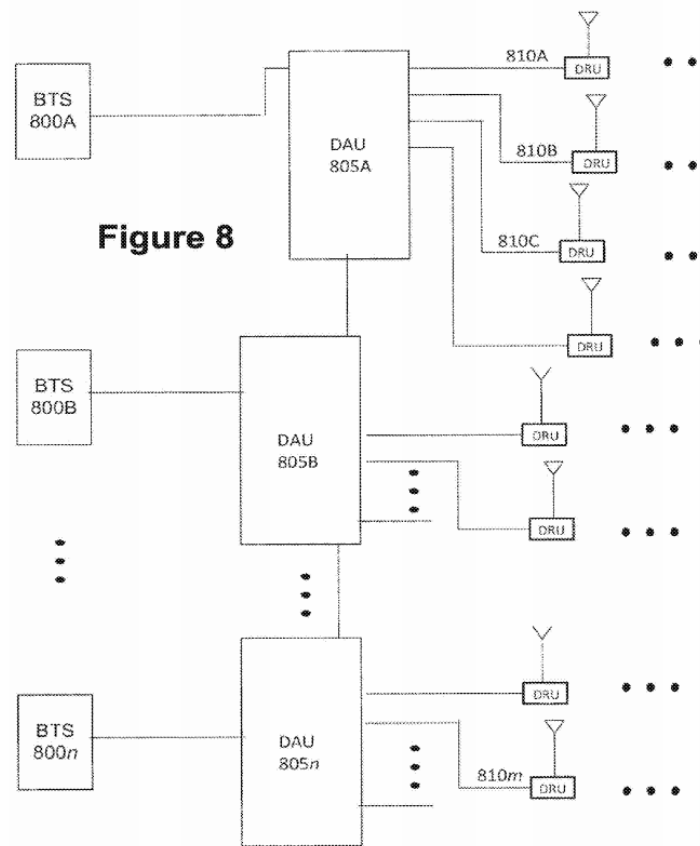 810A
DRU
BTS
800A
DAU
805A
810B
DRU
Figure 8
810C
DRU
DRU
BTS
800B
DAU
805B
DRU
DRU
BTS
800n
DAU
805n
DRU
810m
DRU